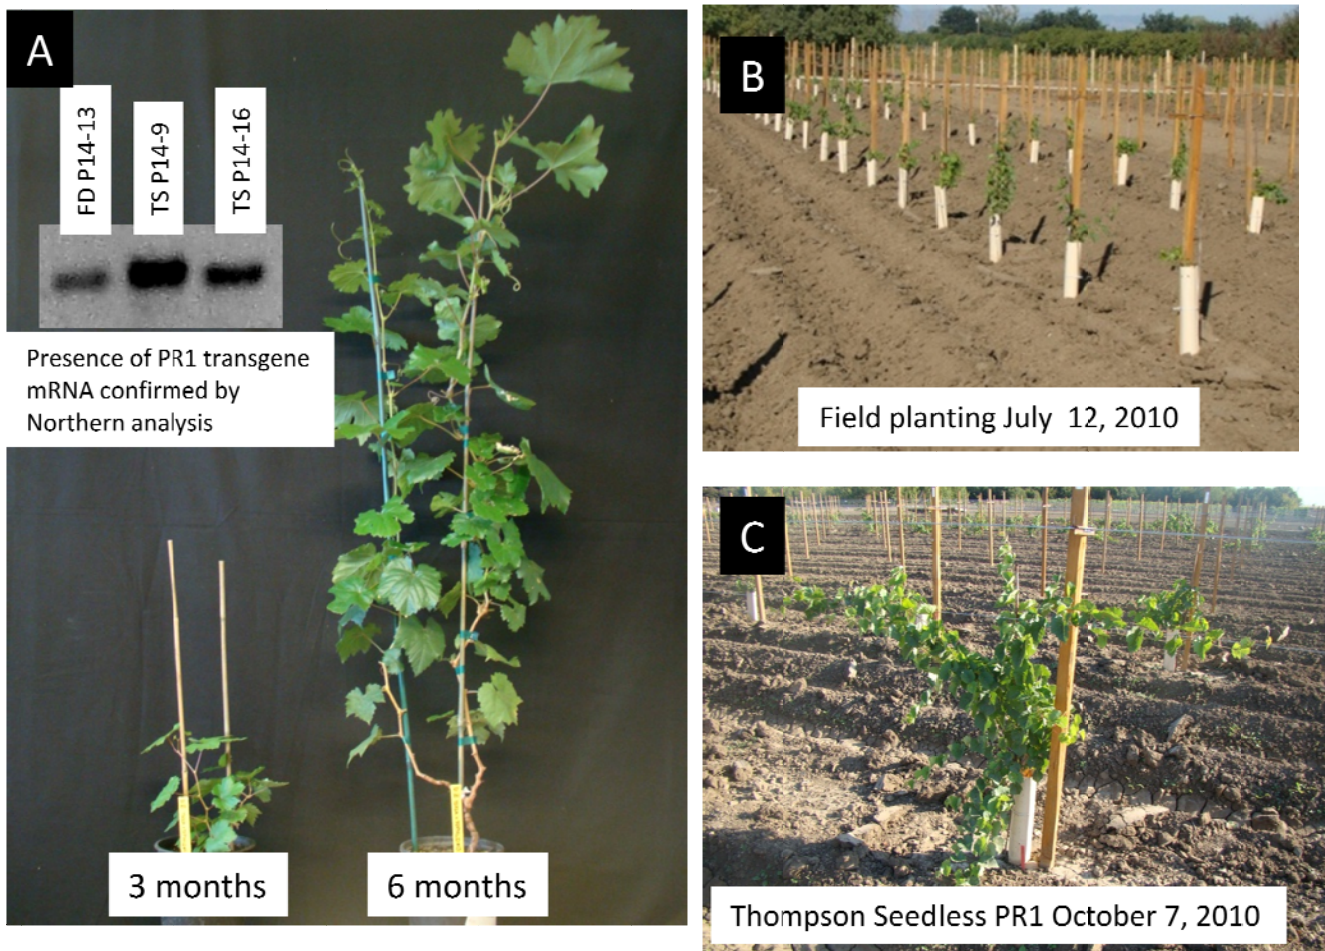 A
FD P14-13
TS P14-9
TS P14-16
Presence of PR1 transgene
mRNA confirmed by
Northern analysis
3 months
6 months
B
Field planting July 12, 2010
C
Thompson Seedless PR1 October 7, 2010